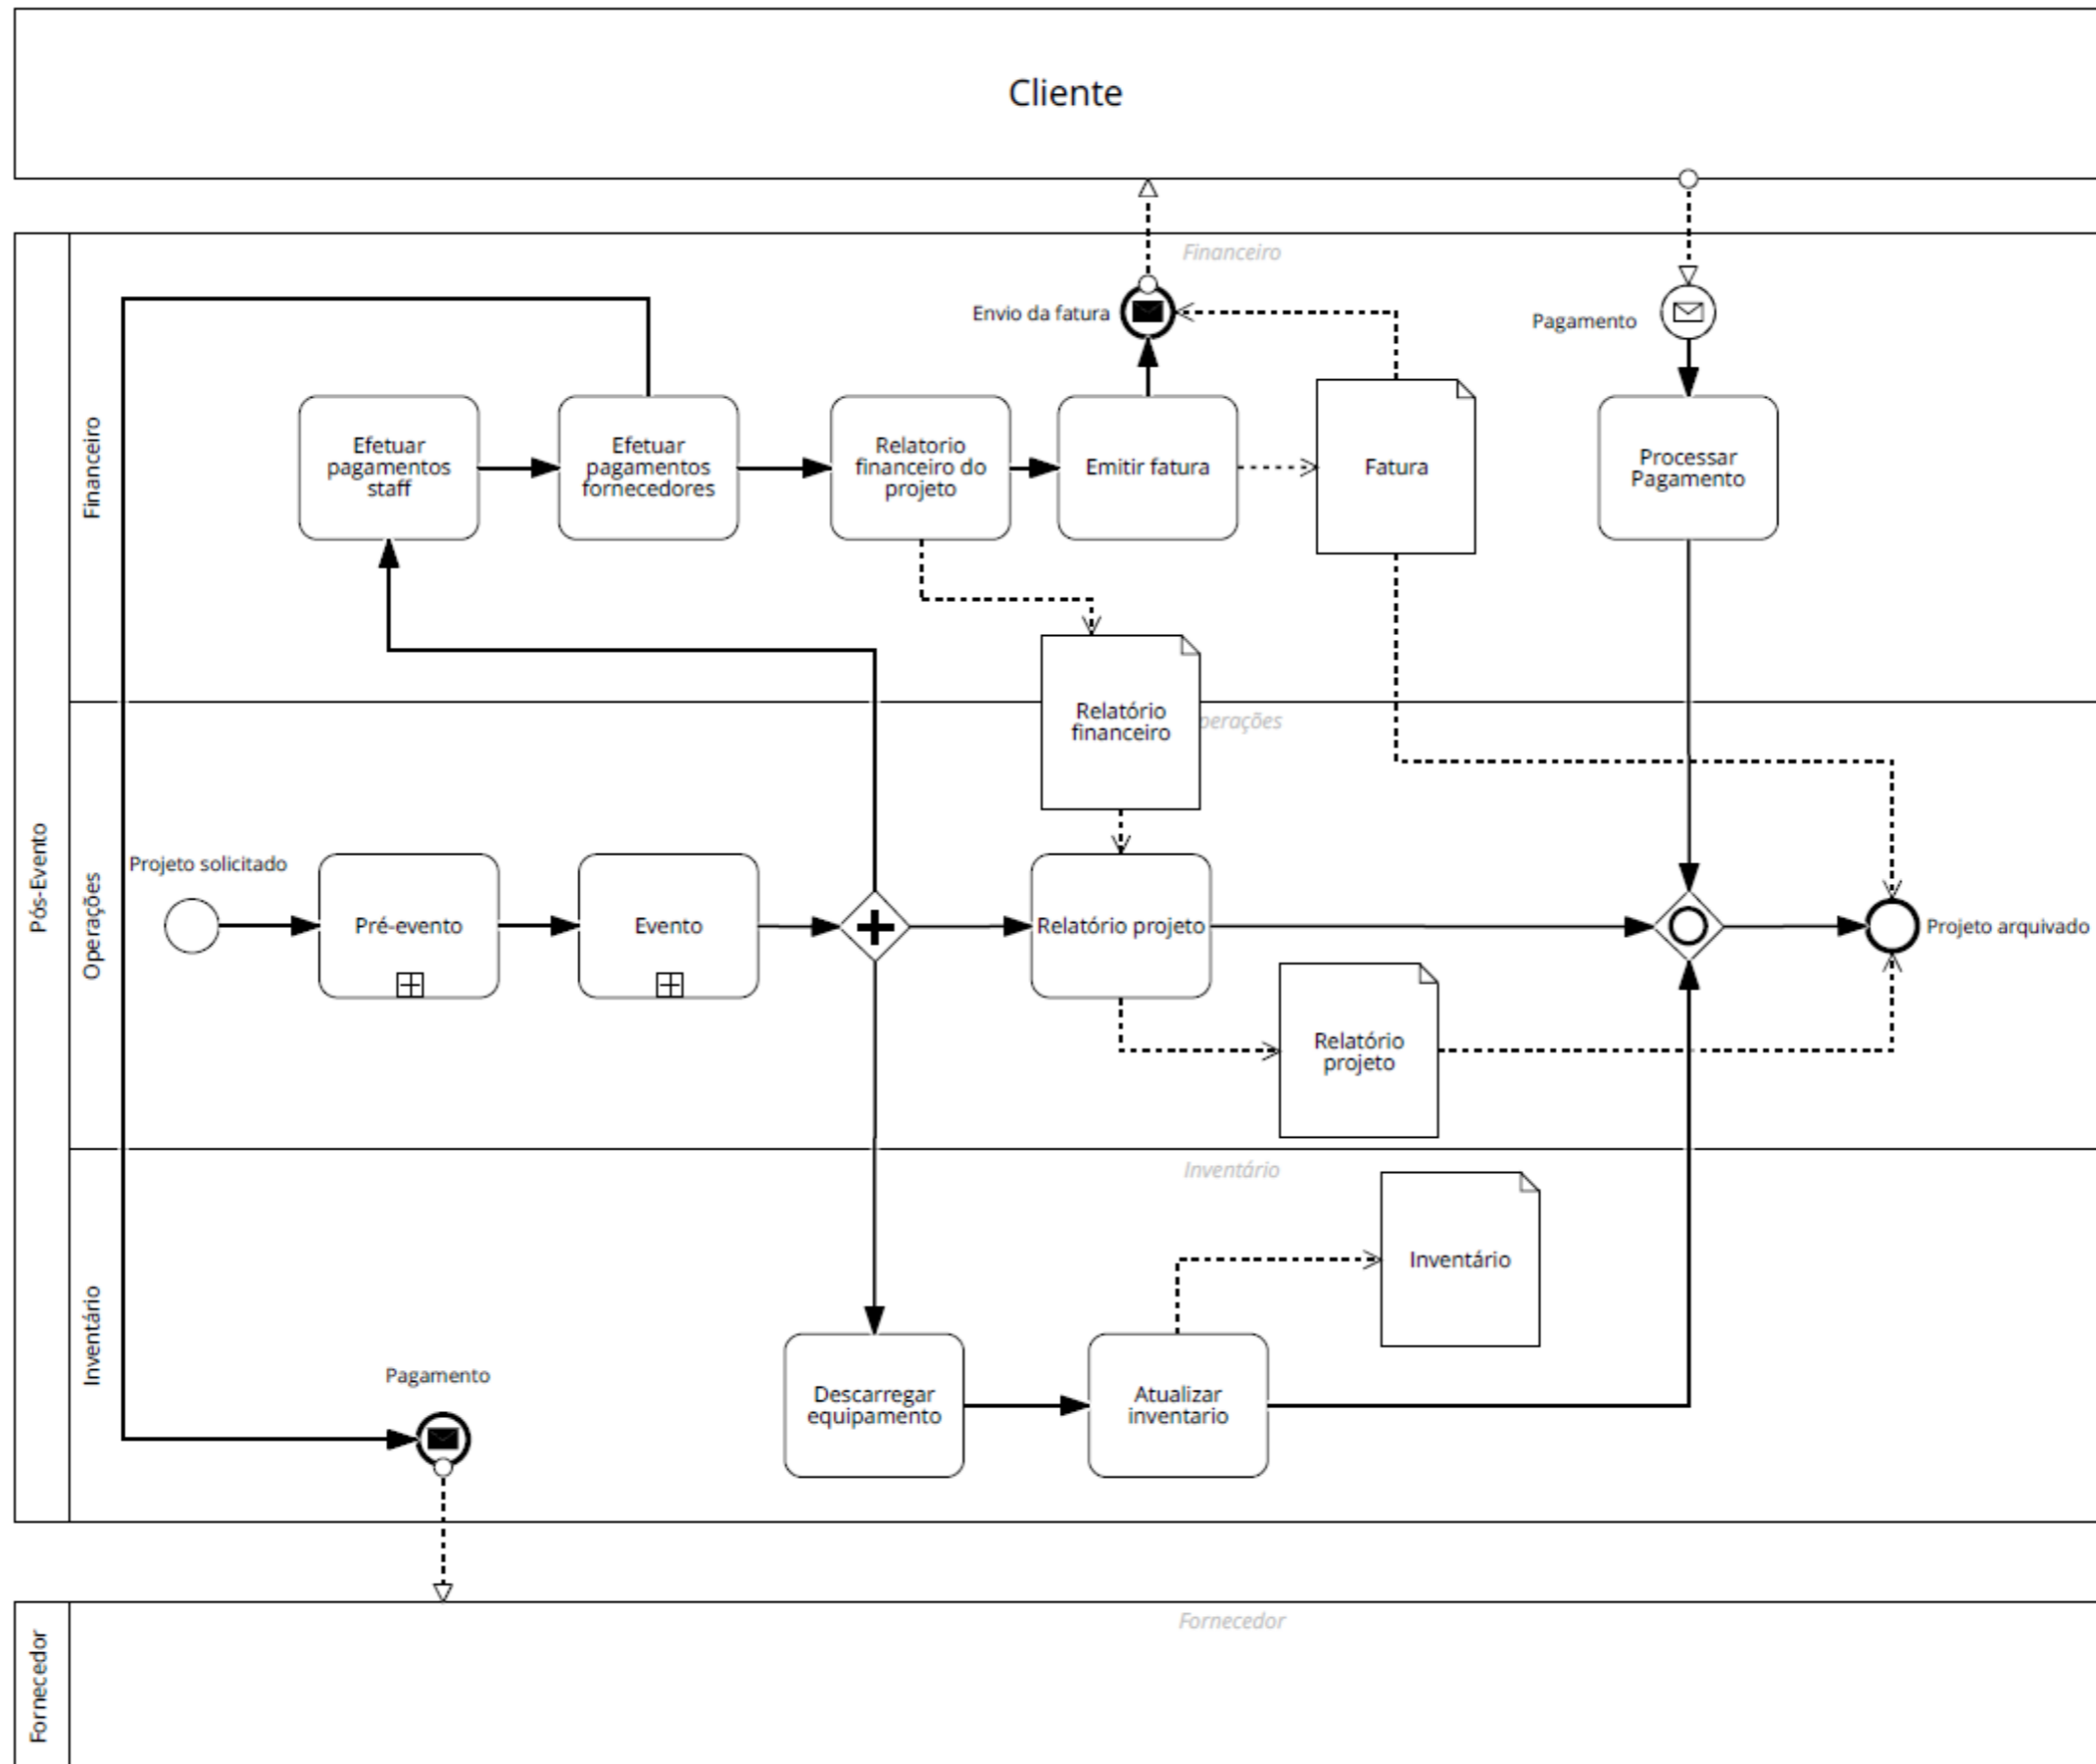 Cliente
Financeiro
Envio da fatura
Pagamento
Financeiro
Efetuar
pagamentos
staff
Efetuar
pagamentos
fornecedores
Relatorio
financeiro do
projeto
Emitir fatura
Fatura
Processar
Pagamento
Relatório
financeiro
perações
Pós-Evento
Operações
Projeto solicitado
Pré-evento
Evento
Relatório projeto
Projeto arquivado
Relatório
projeto
Inventário
Inventário
Inventário
Pagamento
Descarregar
equipamento
Atualizar
inventario
Fornecedor
Fornecedor